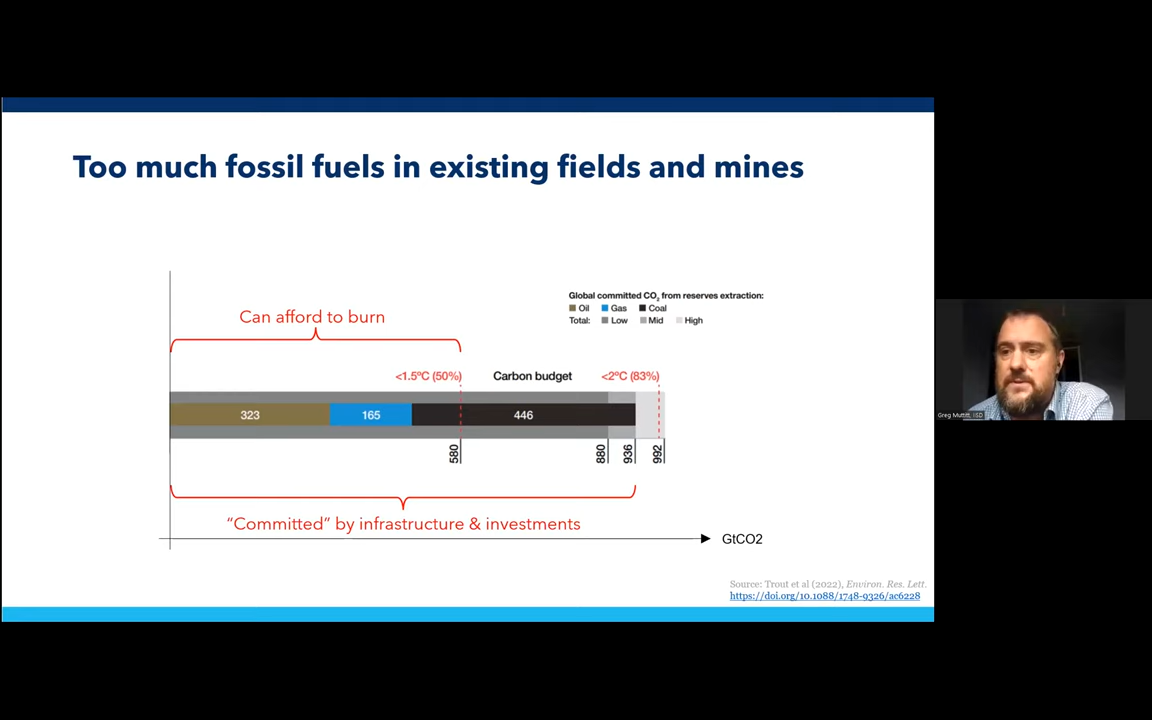 Too much fossil fuels in existing fields and mines
Global committed CO2 from reserves extraction:
Oil Gas Coal
Total: Low Mid High
Can afford to burn
<1.5ºC (50%) Carbon budget <2ºC (83%)
323 165 446
580 880 936 992
“Committed” by infrastructure & investments
GtCO2
Source: Trout et al (2022), Environ. Res. Lett.
https://doi.org/10.1088/1748-9326/ac6228
Greg Muttitt, IISD